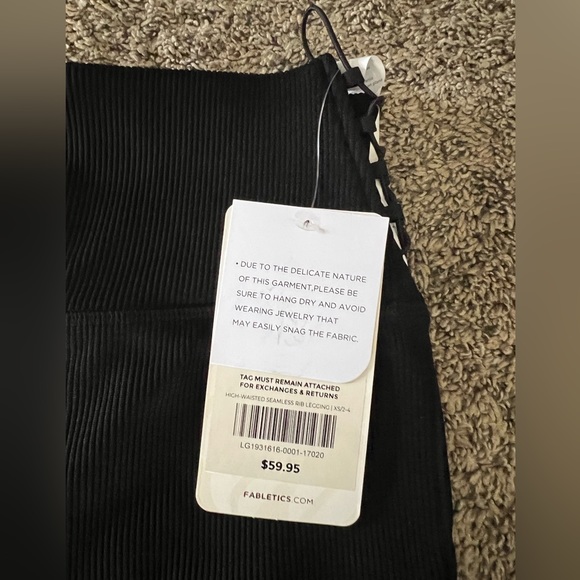 • DUE TO THE DELICATE NATURE
OF THIS GARMENT,PLEASE BE
SURE TO HANG DRY AND AVOID
WEARING JEWELRY THAT
MAY EASILY SNAG THE FABRIC.
TAG MUST REMAIN ATTACHED
FOR EXCHANGES & RETURNS
HIGH-WAISTED SEAMLESS RIB LEGGING | XS/2-4
LG1931616-0001-17020
$59.95
FABLETICS.COM